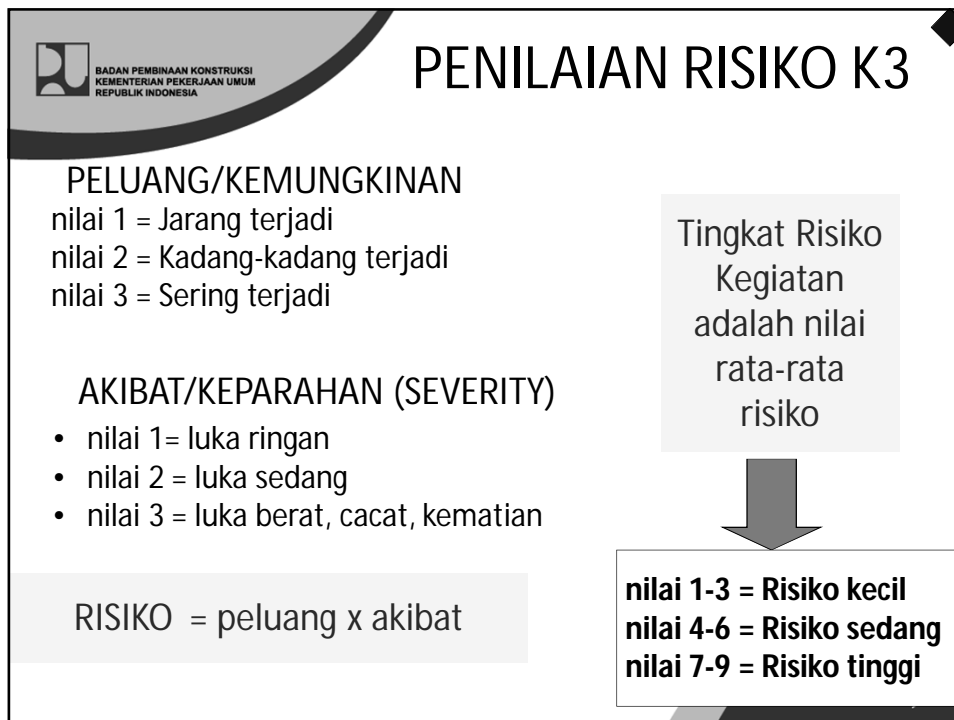 BADAN PEMBINAAN KONSTRUKSI
KEMENTERIAN PEKERJAAN UMUM
REPUBLIK INDONESIA
PENILAIAN RISIKO K3
PELUANG/KEMUNGKINAN
nilai 1 = Jarang terjadi
nilai 2 = Kadang-kadang terjadi
nilai 3 = Sering terjadi
AKIBAT/KEPARAHAN (SEVERITY)
• nilai 1= luka ringan
• nilai 2 = luka sedang
• nilai 3 = luka berat, cacat, kematian
RISIKO = peluang x akibat
Tingkat Risiko
Kegiatan
adalah nilai
rata-rata
risiko
nilai 1-3 = Risiko kecil
nilai 4-6 = Risiko sedang
nilai 7-9 = Risiko tinggi